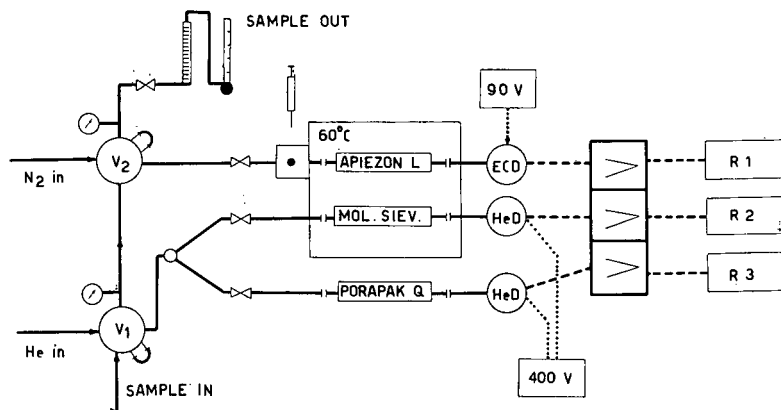 SAMPLE OUT
90 V
60°C
V2
N2 in
APIEZON L
ECD
>
R 1
MOL. SIEV.
HeD
>
R 2
PORAPAK Q
HeD
>
R 3
V1
He in
SAMPLE IN
400 V